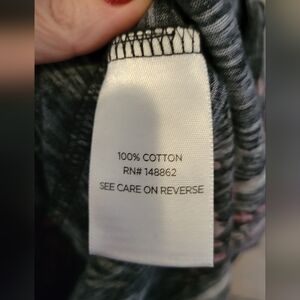 100% COTTON
RN# 148862
SEE CARE ON REVERSE